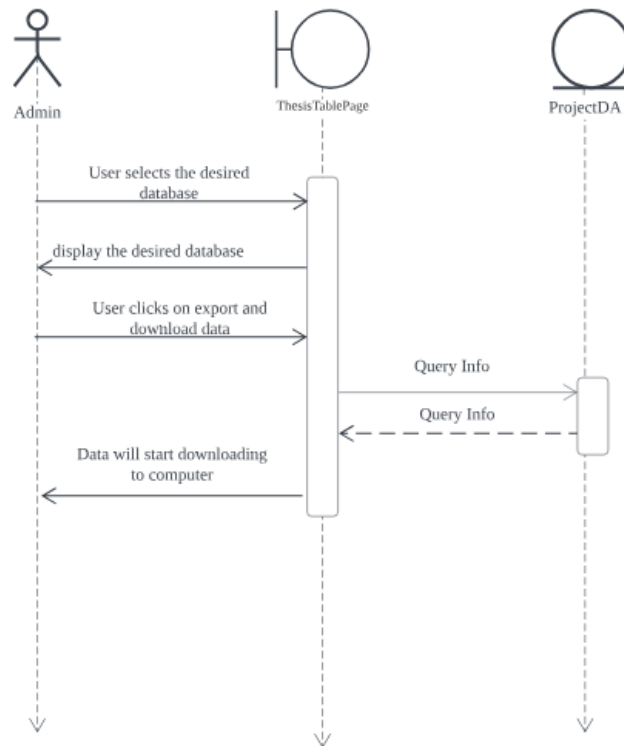 Admin
ThesisTablePage
ProjectDA
User selects the desired
database
display the desired database
User clicks on export and
download data
Query Info
Query Info
Data will start downloading
to computer